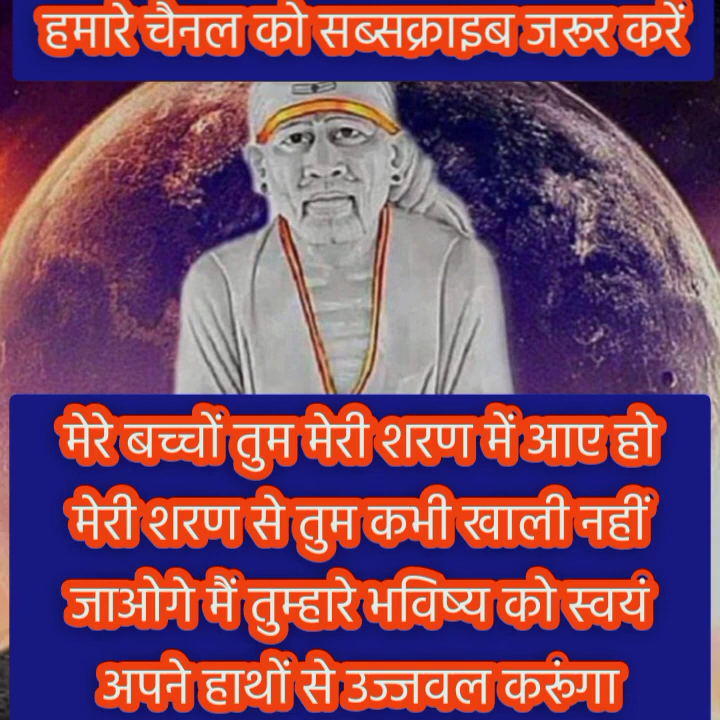 हमारे चैनल को सब्सक्राइब जरूर करें
मेरे बच्चों तुम मेरी शरण में आए हो
मेरी शरण से तुम कभी खाली नहीं
जाओगे मैं तुम्हारे भविष्य को स्वयं
अपने हाथों से उज्जवल करूंगा